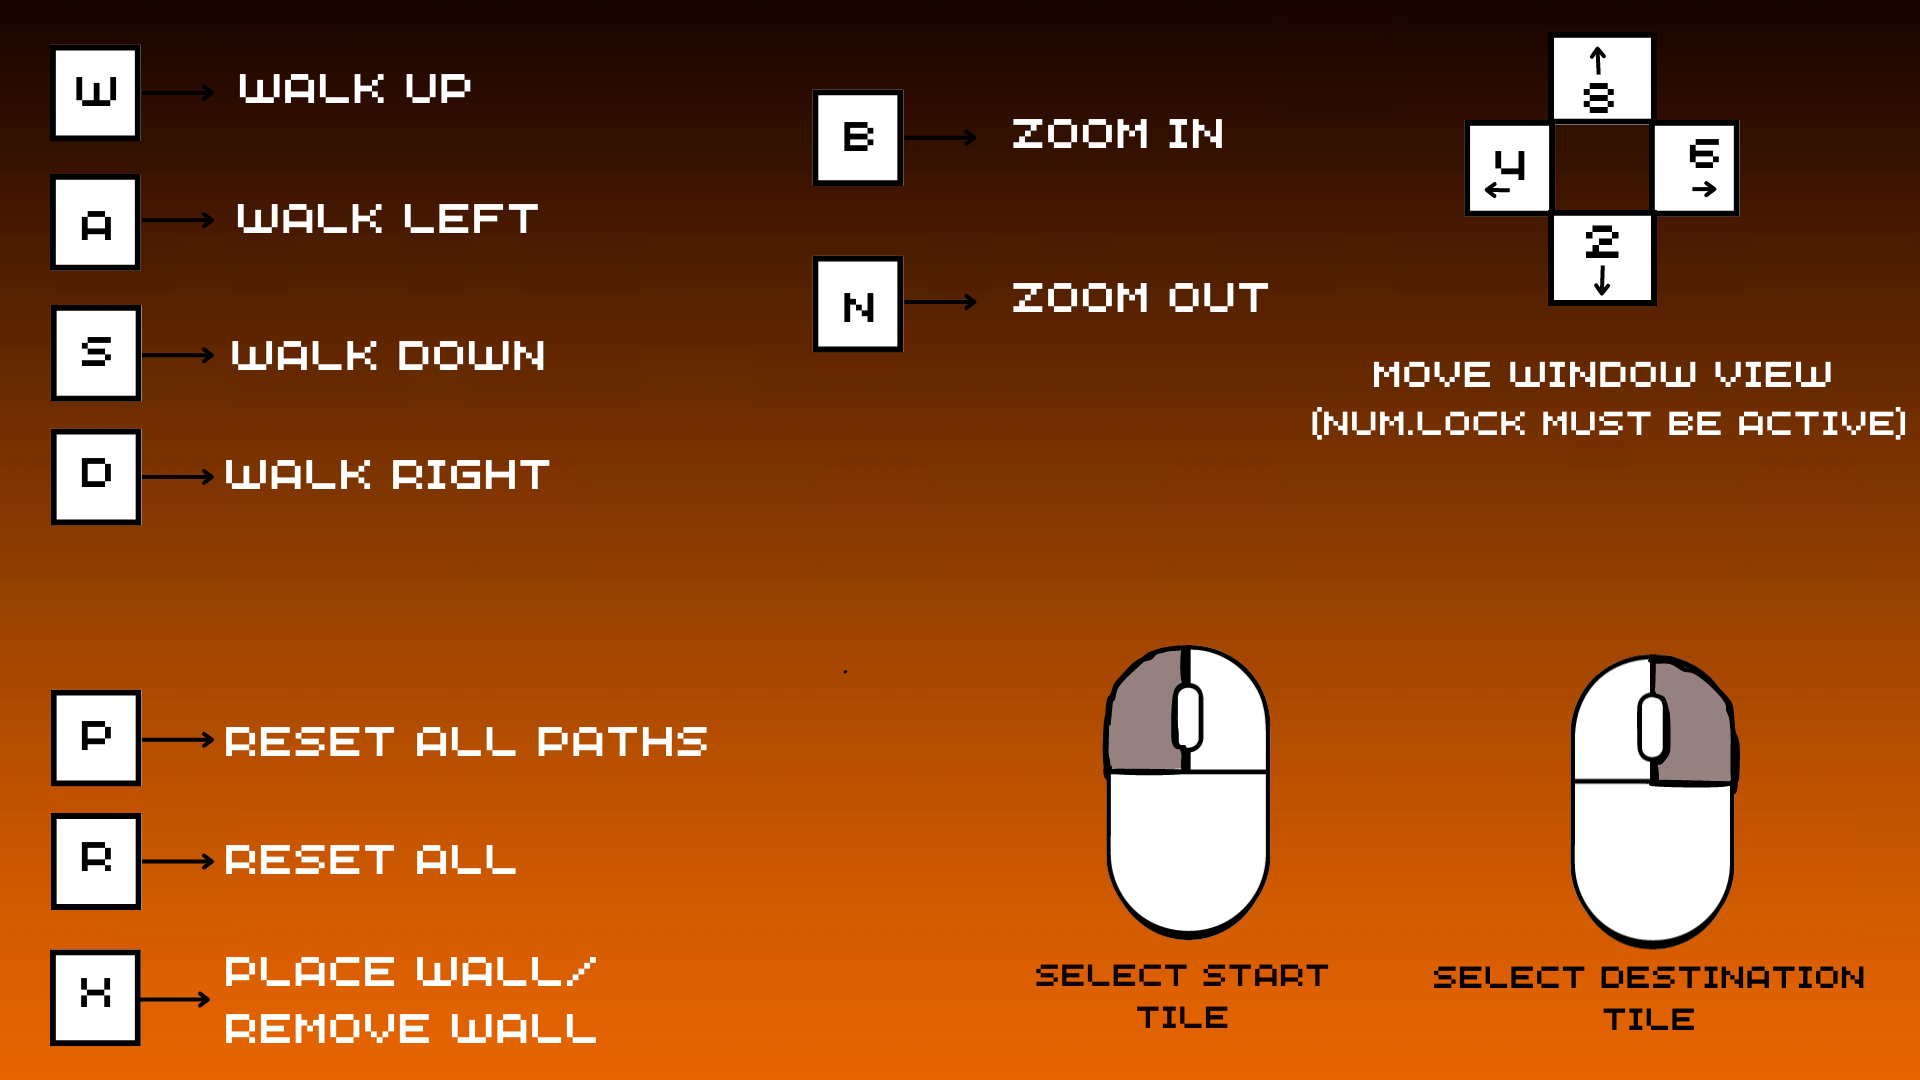 W WALK UP
A WALK LEFT
S WALK DOWN
D WALK RIGHT
B ZOOM IN
N ZOOM OUT
8
4 6
2
MOVE WINDOW VIEW
(NUM.LOCK MUST BE ACTIVE)
P RESET ALL PATHS
R RESET ALL
X PLACE WALL/
REMOVE WALL
SELECT START
TILE
SELECT DESTINATION
TILE